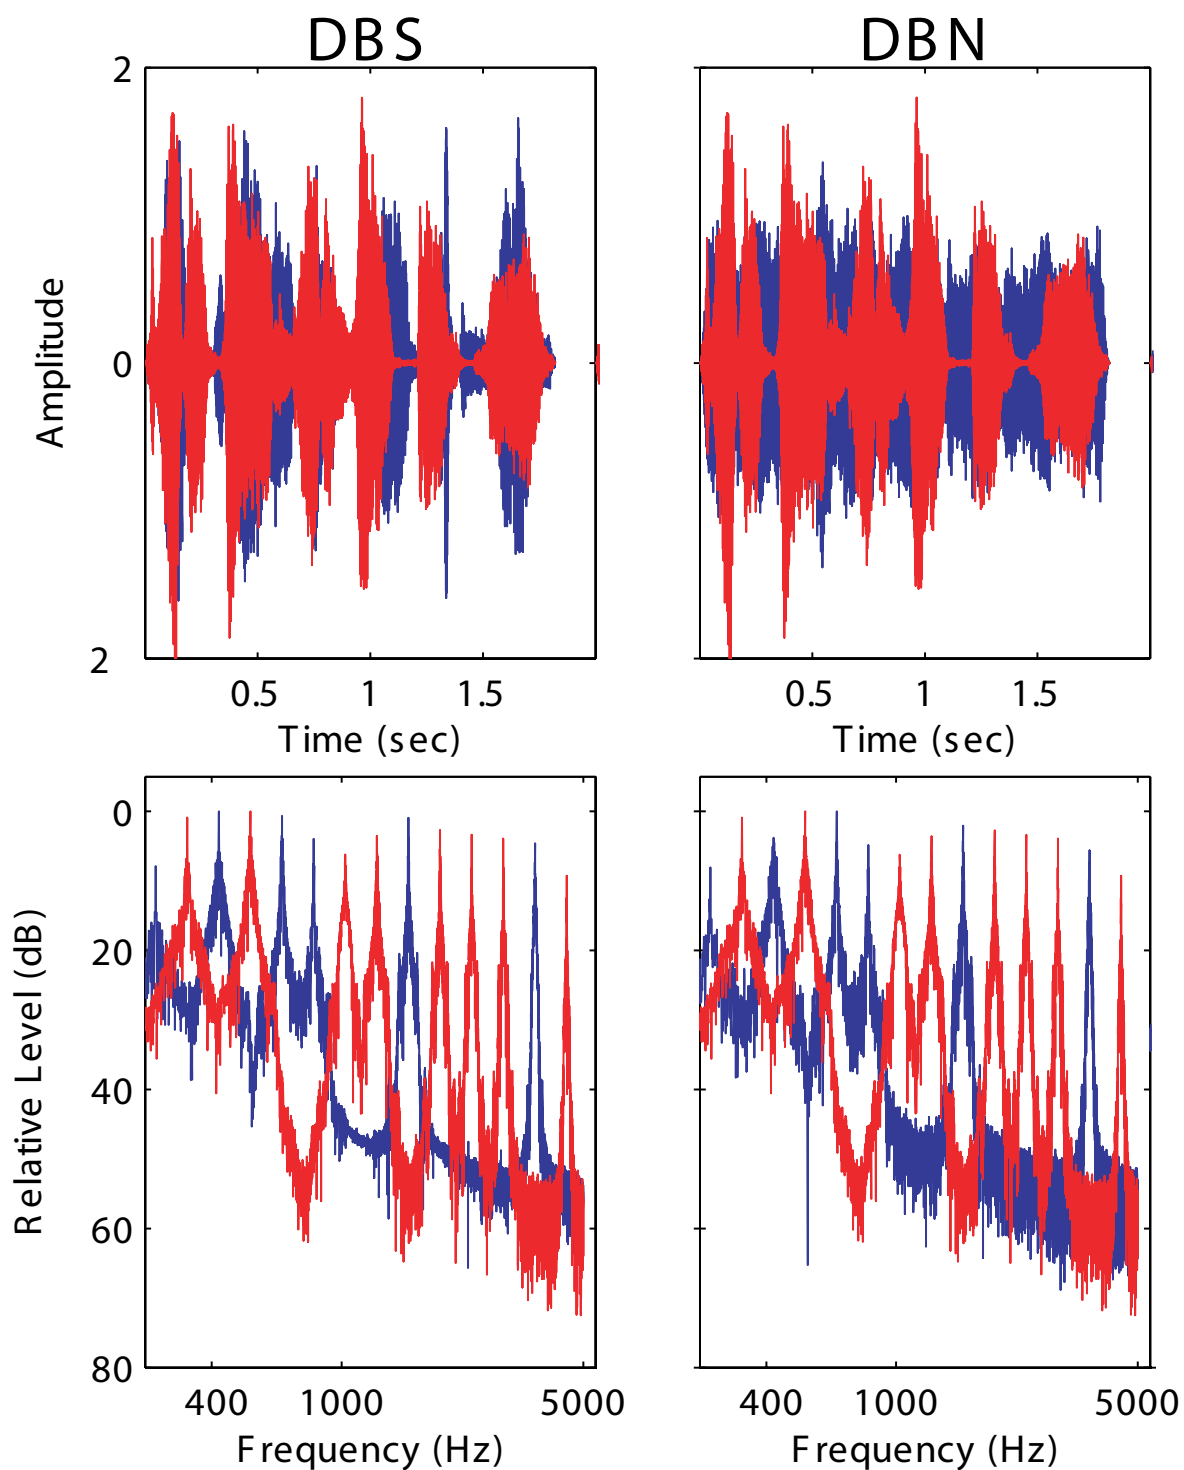 DBS
DBN
2
0
2
Amplitude
0.5 1 1.5
0.5 1 1.5
Time (sec)
Time (sec)
0
20
40
60
80
Relative Level (dB)
400 1000 5000
400 1000 5000
Frequency (Hz)
Frequency (Hz)